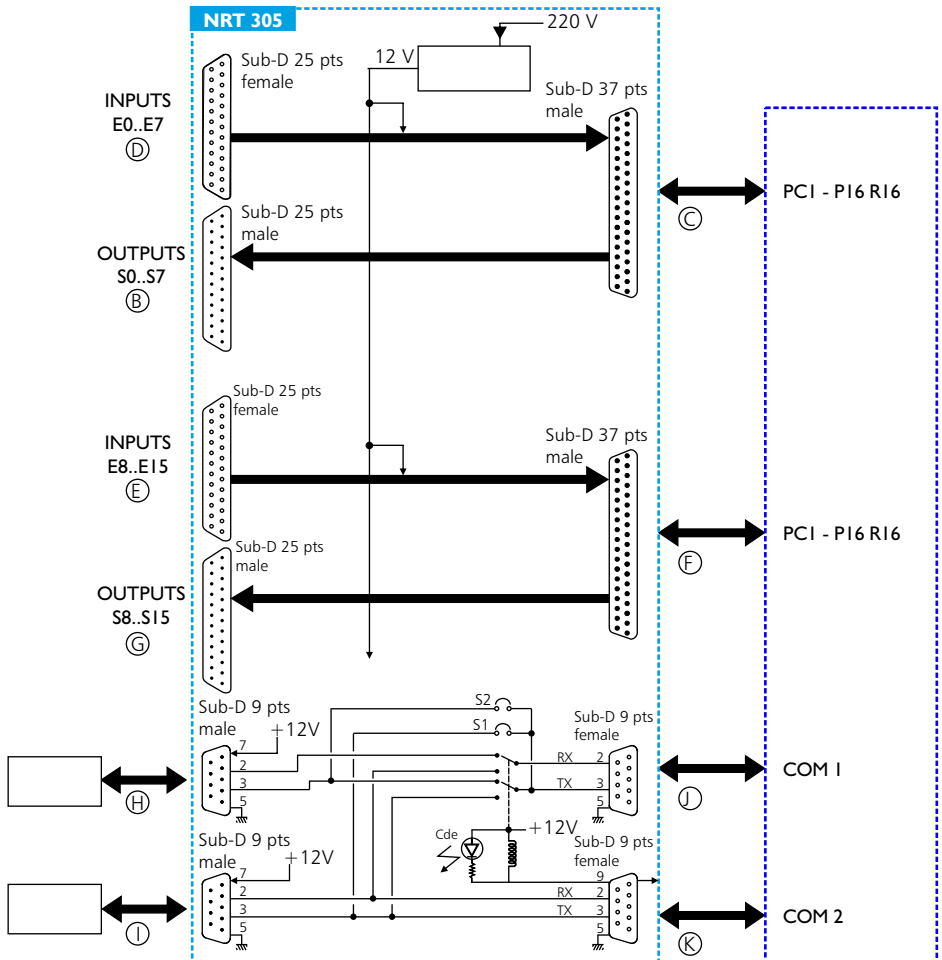 NRT 305
220 V
12 V
Sub-D 25 pts
female
INPUTS
E0..E7
D
Sub-D 37 pts
male
PC1 - P16 R16
C
Sub-D 25 pts
male
OUTPUTS
S0..S7
B
Sub-D 25 pts
female
INPUTS
E8..E15
E
Sub-D 37 pts
male
PC1 - P16 R16
F
Sub-D 25 pts
male
OUTPUTS
S8..S15
G
Sub-D 9 pts
male
+12V
7
2
3
5
H
S2
S1
RX
TX
Sub-D 9 pts
female
2
3
5
COM 1
J
Cde
+12V
Sub-D 9 pts
male
+12V
7
2
3
5
I
Sub-D 9 pts
female
9
RX 2
TX 3
5
COM 2
K